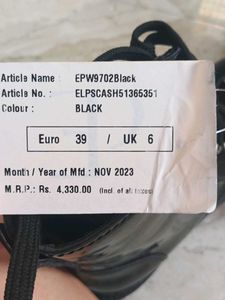 Article Name : EPW9702Black
Article No. : ELPSCASH51365351
Colour : BLACK
Euro 39 / UK 6
Month / Year of Mfd : NOV 2023
M.R.P.: Rs. 4,330.00 (Incl. of all taxes)